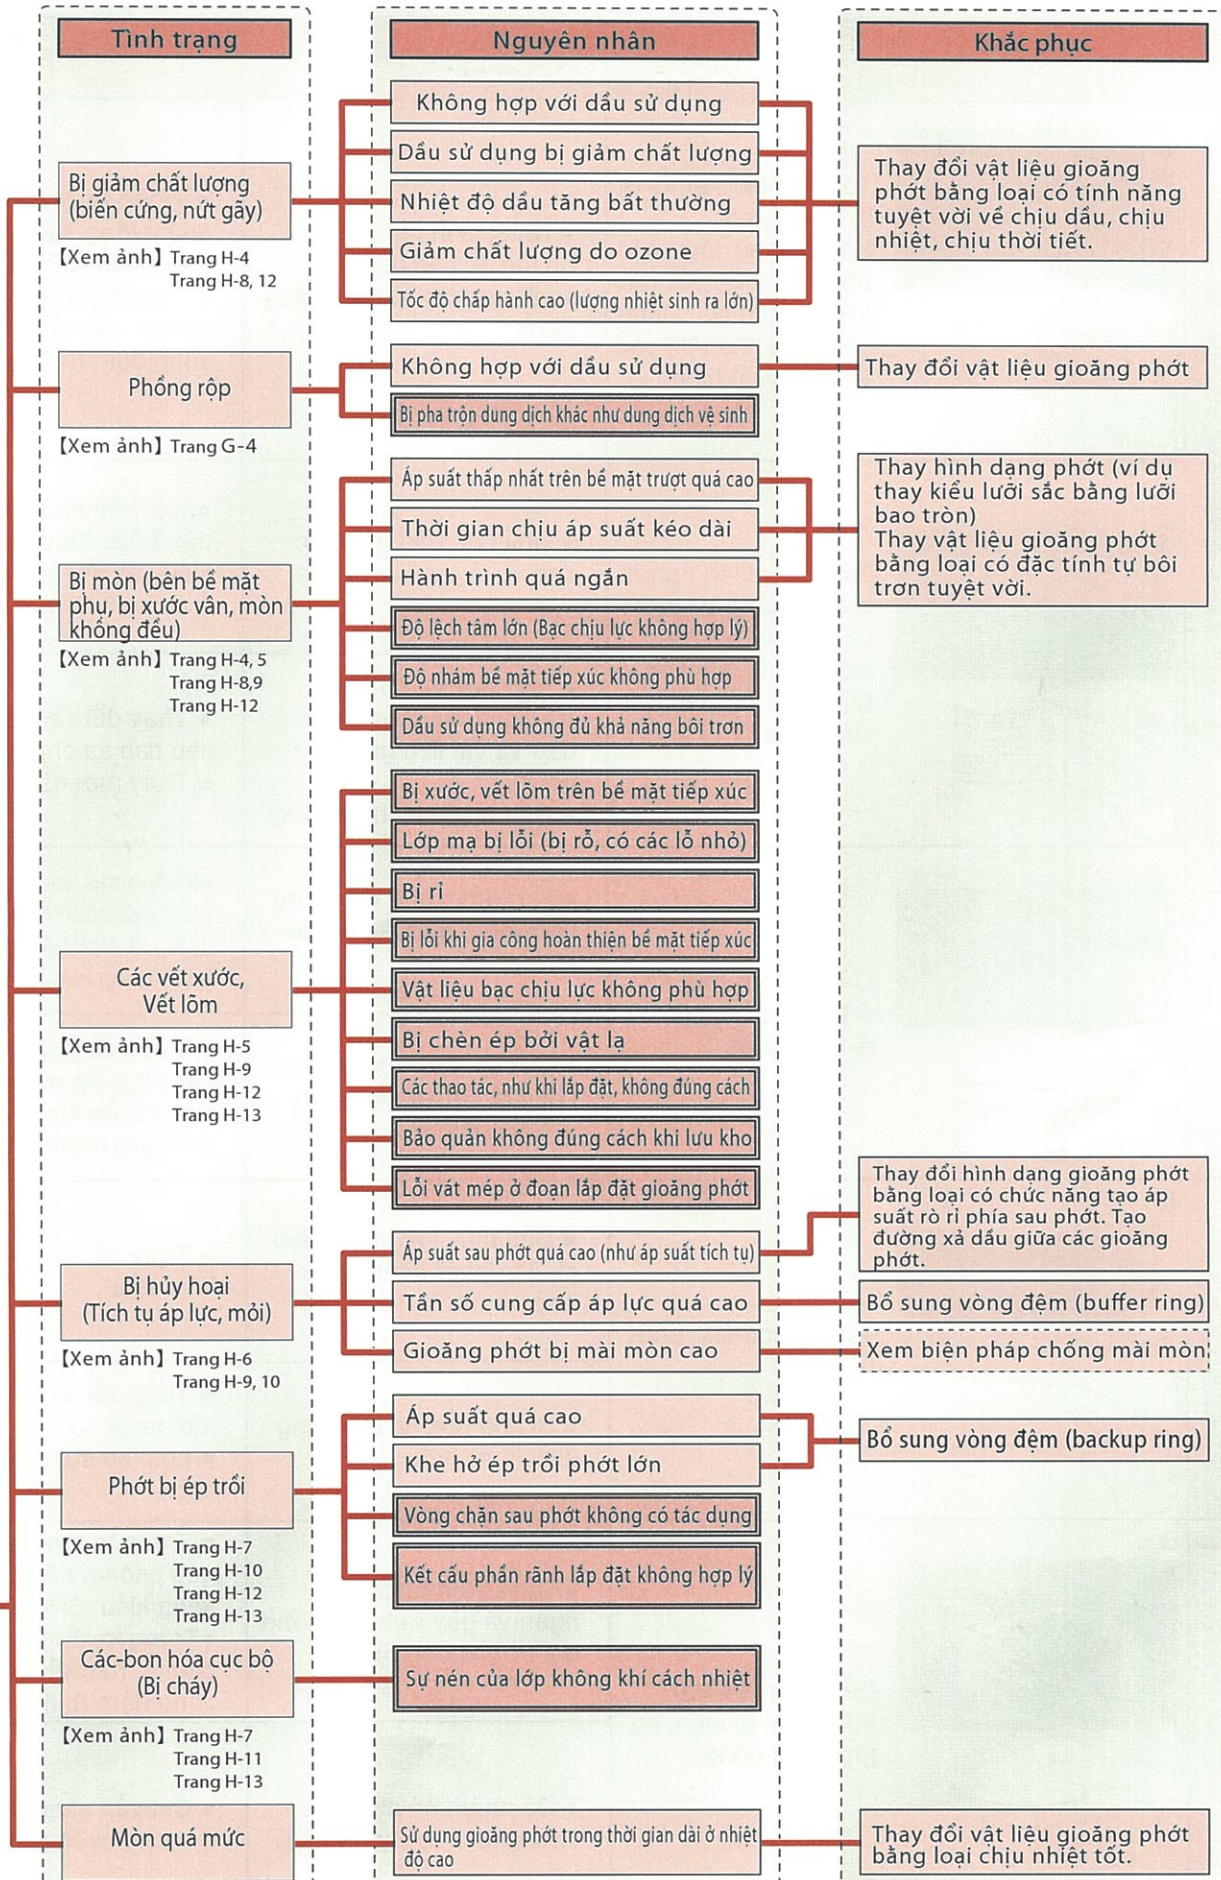 Tình trạng
Nguyên nhân
Khắc phục
Bị giảm chất lượng
(biến cứng, nứt gãy)
【Xem ảnh】 Trang H-4
Trang H-8, 12
Không hợp với dầu sử dụng
Dầu sử dụng bị giảm chất lượng
Nhiệt độ dầu tăng bất thường
Giảm chất lượng do ozone
Tốc độ chấp hành cao (lượng nhiệt sinh ra lớn)
Thay đổi vật liệu gioăng
phớt bằng loại có tính năng
tuyệt vời về chịu dầu, chịu
nhiệt, chịu thời tiết.
Phồng rộp
【Xem ảnh】 Trang G-4
Không hợp với dầu sử dụng
Bị pha trộn dung dịch khác như dung dịch vệ sinh
Thay đổi vật liệu gioăng phớt
Bị mòn (bên bề mặt
phụ, bị xước vân, mòn
không đều)
【Xem ảnh】 Trang H-4, 5
Trang H-8,9
Trang H-12
Áp suất thấp nhất trên bề mặt trượt quá cao
Thời gian chịu áp suất kéo dài
Hành trình quá ngắn
Độ lệch tâm lớn (Bạc chịu lực không hợp lý)
Độ nhám bề mặt tiếp xúc không phù hợp
Dầu sử dụng không đủ khả năng bôi trơn
Thay hình dạng phớt (ví dụ
thay kiểu lưỡi sắc bằng lưỡi
bao tròn)
Thay vật liệu gioăng phớt
bằng loại có đặc tính tự bôi
trơn tuyệt vời.
Các vết xước,
Vết lõm
【Xem ảnh】 Trang H-5
Trang H-9
Trang H-12
Trang H-13
Bị xước, vết lõm trên bề mặt tiếp xúc
Lớp mạ bị lỗi (bị rỗ, có các lỗ nhỏ)
Bị rỉ
Bị lỗi khi gia công hoàn thiện bề mặt tiếp xúc
Vật liệu bạc chịu lực không phù hợp
Bị chèn ép bởi vật lạ
Các thao tác, như khi lắp đặt, không đúng cách
Bảo quản không đúng cách khi lưu kho
Lỗi vát mép ở đoạn lắp đặt gioăng phớt
Bị hủy hoại
(Tích tụ áp lực, mỏi)
【Xem ảnh】 Trang H-6
Trang H-9, 10
Áp suất sau phớt quá cao (như áp suất tích tụ)
Tần số cung cấp áp lực quá cao
Gioăng phớt bị mài mòn cao
Thay đổi hình dạng gioăng phớt
bằng loại có chức năng tạo áp
suất rò rỉ phía sau phớt. Tạo
đường xả dầu giữa các gioăng
phớt.
Bổ sung vòng đệm (buffer ring)
Xem biện pháp chống mài mòn
Phớt bị ép trồi
【Xem ảnh】 Trang H-7
Trang H-10
Trang H-12
Trang H-13
Áp suất quá cao
Khe hở ép trồi phớt lớn
Vòng chặn sau phớt không có tác dụng
Kết cấu phần rãnh lắp đặt không hợp lý
Bổ sung vòng đệm (backup ring)
Các-bon hóa cục bộ
(Bị cháy)
【Xem ảnh】 Trang H-7
Trang H-11
Trang H-13
Sự nén của lớp không khí cách nhiệt
Mòn quá mức
Sử dụng gioăng phớt trong thời gian dài ở nhiệt
độ cao
Thay đổi vật liệu gioăng phớt
bằng loại chịu nhiệt tốt.